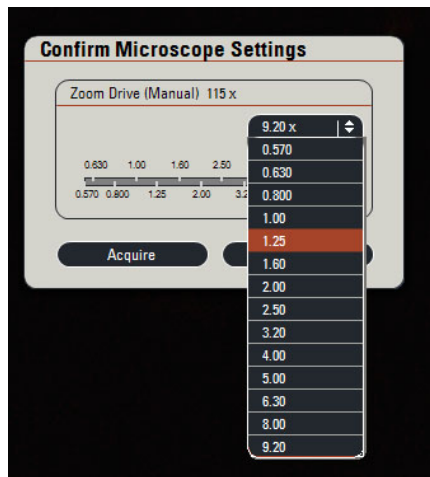 Confirm Microscope Settings
Zoom Drive (Manual) 115 x
9.20 x
0.630 1.00 1.60 2.50
0.570 0.800 1.25 2.00
Acquire
0.570
0.630
0.800
1.00
1.25
1.60
2.00
2.50
3.20
4.00
5.00
6.30
8.00
9.20